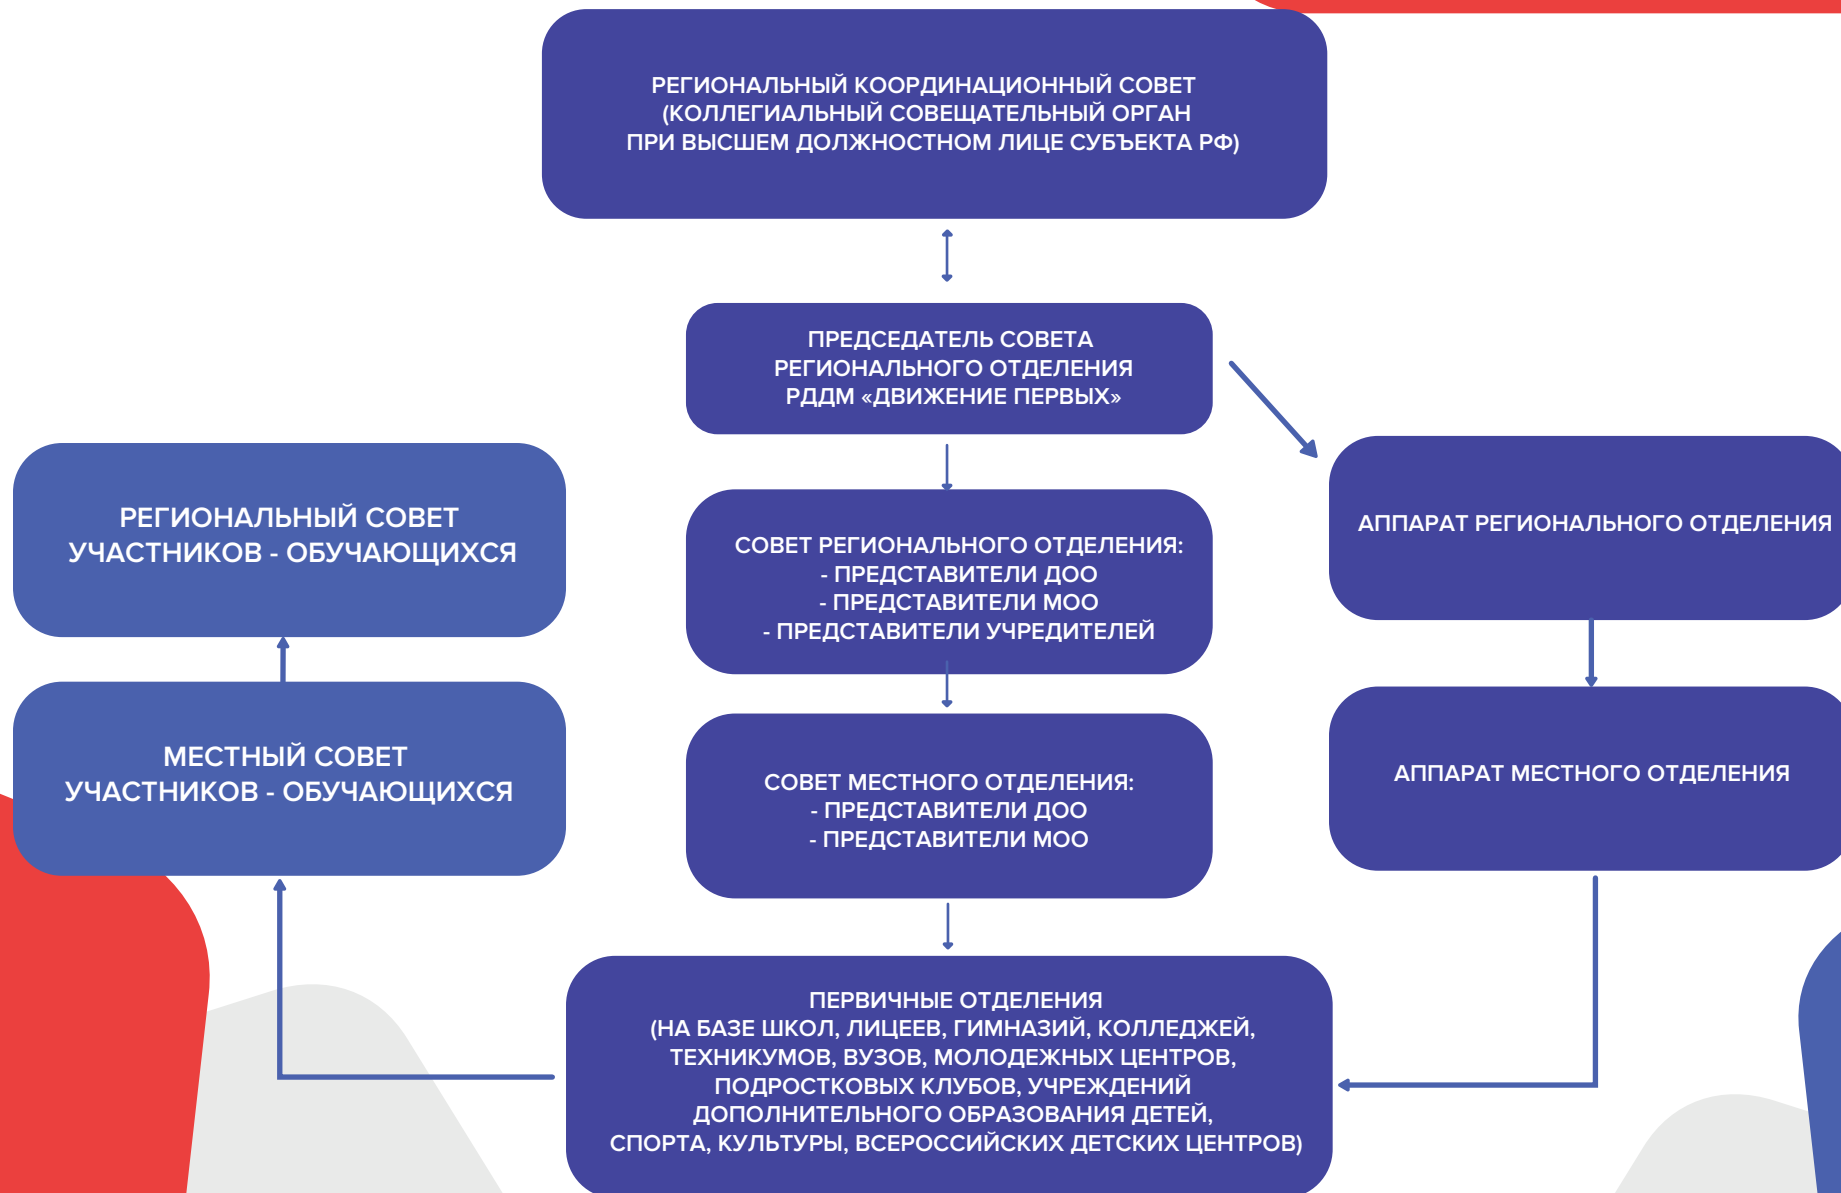 РЕГИОНАЛЬНЫЙ КООРДИНАЦИОННЫЙ СОВЕТ
(КОЛЛЕГИАЛЬНЫЙ СОВЕЩАТЕЛЬНЫЙ ОРГАН
ПРИ ВЫСШЕМ ДОЛЖНОСТНОМ ЛИЦЕ СУБЪЕКТА РФ)
ПРЕДСЕДАТЕЛЬ СОВЕТА
РЕГИОНАЛЬНОГО ОТДЕЛЕНИЯ
РДДМ «ДВИЖЕНИЕ ПЕРВЫХ»
РЕГИОНАЛЬНЫЙ СОВЕТ
УЧАСТНИКОВ - ОБУЧАЮЩИХСЯ
СОВЕТ РЕГИОНАЛЬНОГО ОТДЕЛЕНИЯ:
- ПРЕДСТАВИТЕЛИ ДОО
- ПРЕДСТАВИТЕЛИ МОО
- ПРЕДСТАВИТЕЛИ УЧРЕДИТЕЛЕЙ
АППАРАТ РЕГИОНАЛЬНОГО ОТДЕЛЕНИЯ
МЕСТНЫЙ СОВЕТ
УЧАСТНИКОВ - ОБУЧАЮЩИХСЯ
СОВЕТ МЕСТНОГО ОТДЕЛЕНИЯ:
- ПРЕДСТАВИТЕЛИ ДОО
- ПРЕДСТАВИТЕЛИ МОО
АППАРАТ МЕСТНОГО ОТДЕЛЕНИЯ
ПЕРВИЧНЫЕ ОТДЕЛЕНИЯ
(НА БАЗЕ ШКОЛ, ЛИЦЕЕВ, ГИМНАЗИЙ, КОЛЛЕДЖЕЙ,
ТЕХНИКУМОВ, ВУЗОВ, МОЛОДЕЖНЫХ ЦЕНТРОВ,
ПОДРОСТКОВЫХ КЛУБОВ, УЧРЕЖДЕНИЙ
ДОПОЛНИТЕЛЬНОГО ОБРАЗОВАНИЯ ДЕТЕЙ,
СПОРТА, КУЛЬТУРЫ, ВСЕРОССИЙСКИХ ДЕТСКИХ ЦЕНТРОВ)